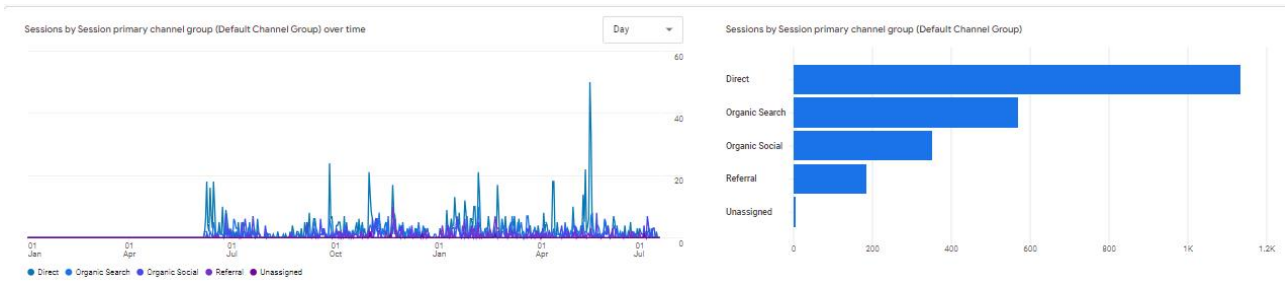 Sessions by Session primary channel group (Default Channel Group) over time
Day
60
40
20
0
01 Jan
01 Apr
01 Jul
01 Oct
01 Jan
01 Apr
01 Jul
Direct Organic Search Organic Social Referral Unassigned
Sessions by Session primary channel group (Default Channel Group)
Direct
Organic Search
Organic Social
Referral
Unassigned
0 200 400 600 800 1K 1.2K